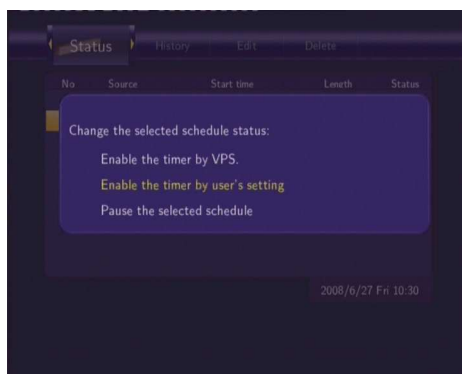 Status History Edit Delete
No Source Start time Leneth Status
Change the selected schedule status:
Enable the timer by VPS.
Enable the timer by user's setting
Pause the selected schedule
2008/6/27 Fri 10:30